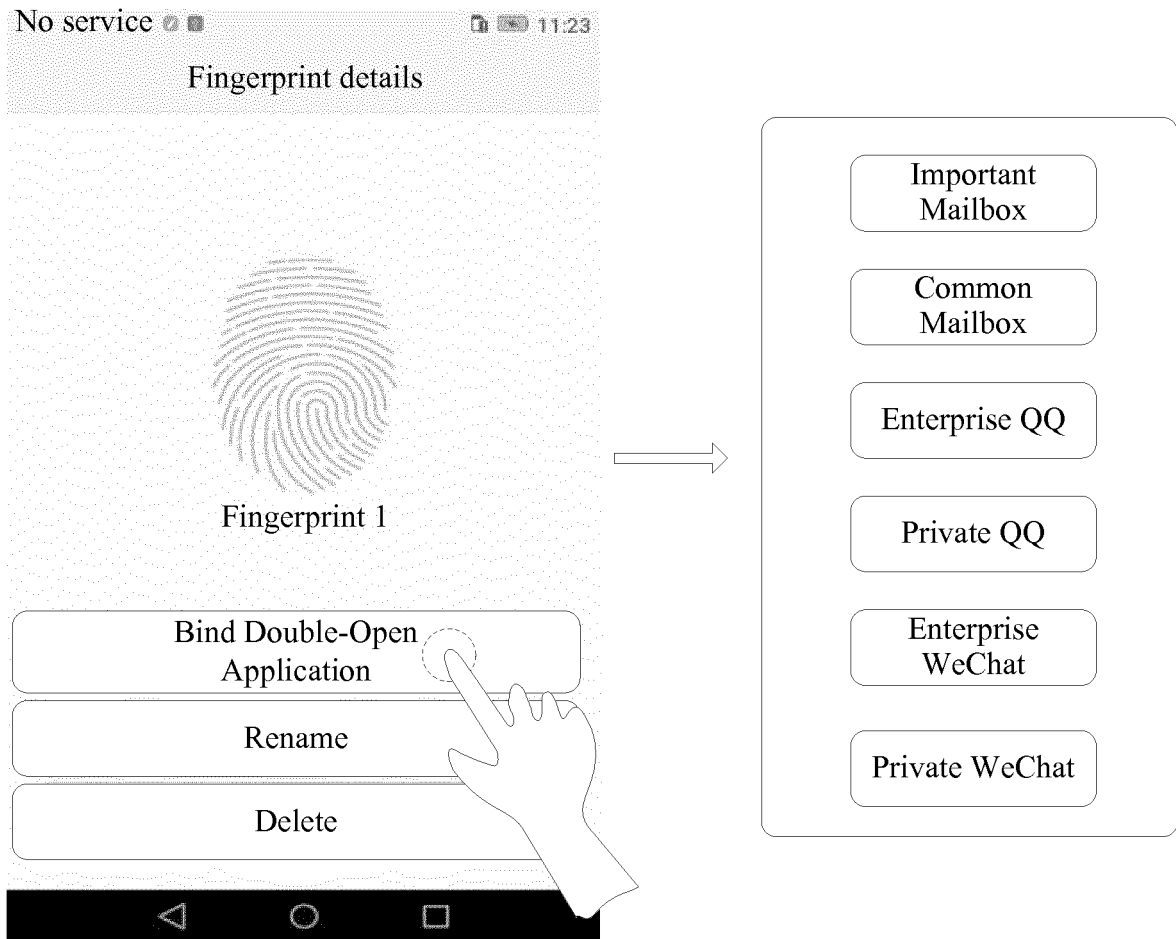 No service 11:23
Fingerprint details
Fingerprint 1
Bind Double-Open
Application
Rename
Delete
Important
Mailbox
Common
Mailbox
Enterprise QQ
Private QQ
Enterprise
WeChat
Private WeChat